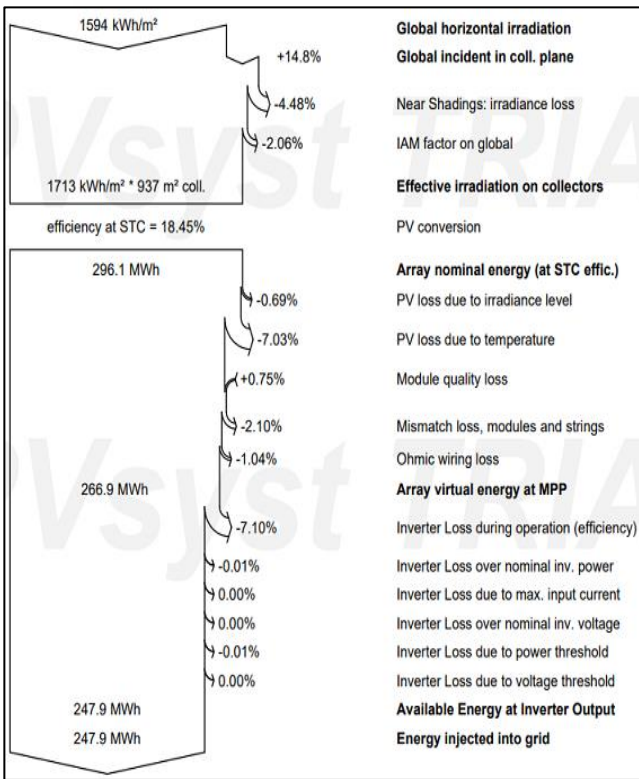 1594 kWh/m² Global horizontal irradiation
+14.8% Global incident in coll. plane
-4.48% Near Shadings: irradiance loss
-2.06% IAM factor on global
1713 kWh/m² * 937 m² coll. Effective irradiation on collectors
efficiency at STC = 18.45% PV conversion
296.1 MWh Array nominal energy (at STC effic.)
-0.69% PV loss due to irradiance level
-7.03% PV loss due to temperature
+0.75% Module quality loss
-2.10% Mismatch loss, modules and strings
-1.04% Ohmic wiring loss
266.9 MWh Array virtual energy at MPP
-7.10% Inverter Loss during operation (efficiency)
-0.01% Inverter Loss over nominal inv. power
0.00% Inverter Loss due to max. input current
0.00% Inverter Loss over nominal inv. voltage
-0.01% Inverter Loss due to power threshold
0.00% Inverter Loss due to voltage threshold
247.9 MWh Available Energy at Inverter Output
247.9 MWh Energy injected into grid
PVsyst TRIA
PVsyst TRIA